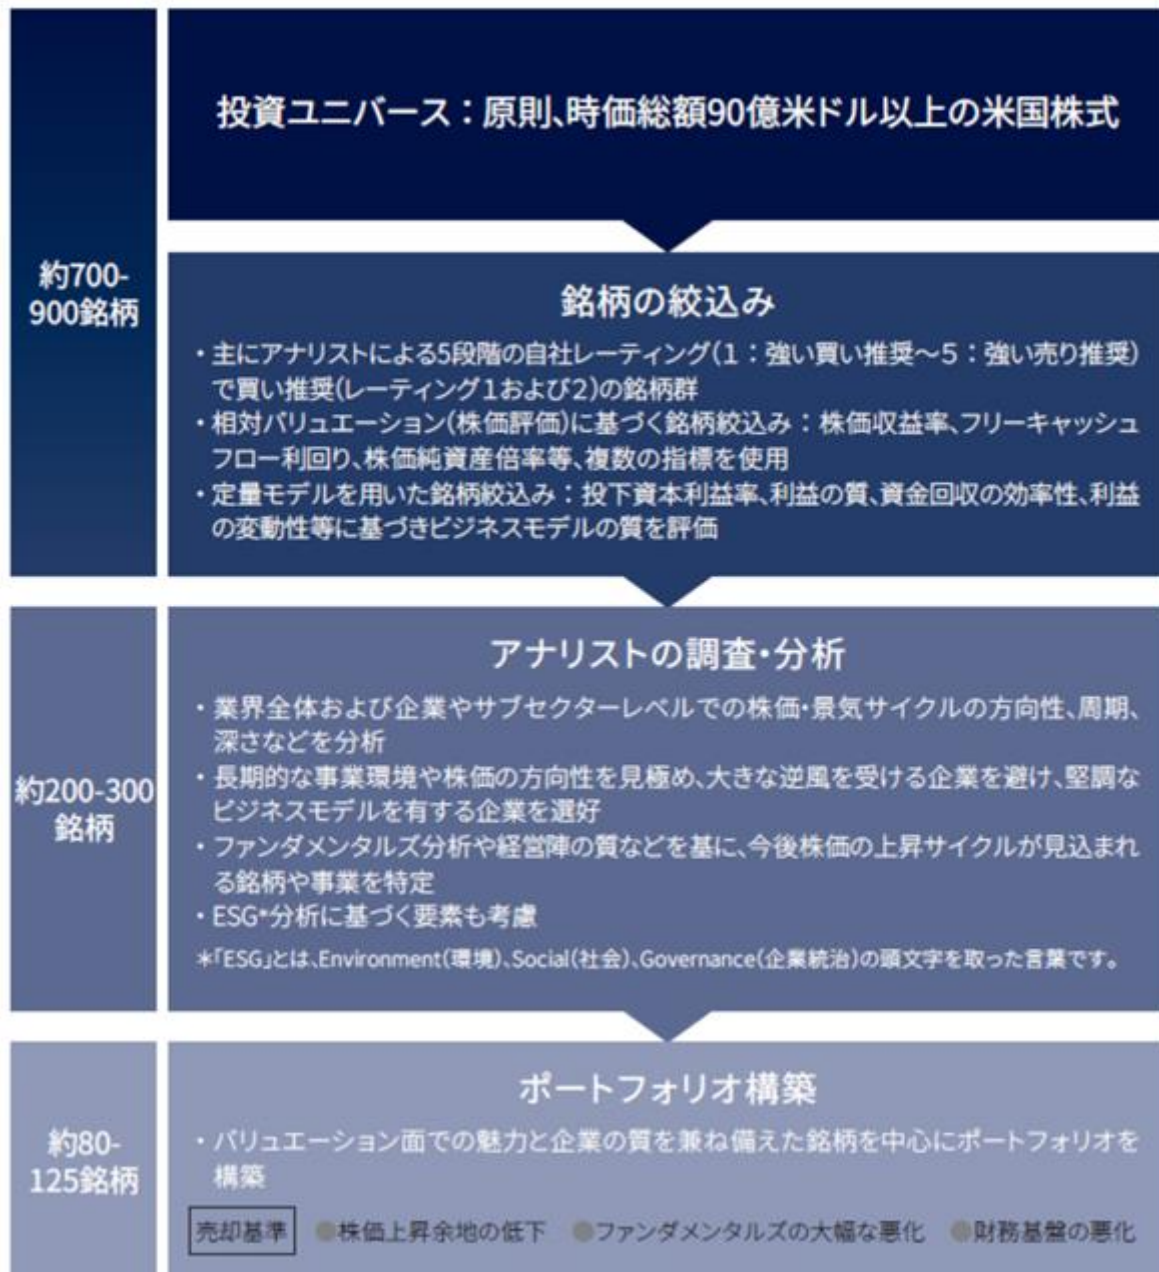 投資ユニバース：原則、時価総額90億米ドル以上の米国株式
約700-
900銘柄
銘柄の絞込み
・主にアナリストによる5段階の自社レーティング(1：強い買い推奨～5：強い売り推奨)
で買い推奨(レーティング1および2)の銘柄群
・相対バリュエーション(株価評価)に基づく銘柄絞込み：株価収益率、フリーキャッシュ
フロー利回り、株価純資産倍率等、複数の指標を使用
・定量モデルを用いた銘柄絞込み：投下資本利益率、利益の質、資金回収の効率性、利益
の変動性等に基づきビジネスモデルの質を評価
約200-300
銘柄
アナリストの調査・分析
・業界全体および企業やサブセクターレベルでの株価・景気サイクルの方向性、周期、
深さなどを分析
・長期的な事業環境や株価の方向性を見極め、大きな逆風を受ける企業を避け、堅調な
ビジネスモデルを有する企業を選好
・ファンダメンタルズ分析や経営陣の質などを基に、今後株価の上昇サイクルが見込まれ
る銘柄や事業を特定
・ESG*分析に基づく要素も考慮
*「ESG」とは、Environment(環境)、Social(社会)、Governance(企業統治)の頭文字を取った言葉です。
約80-
125銘柄
ポートフォリオ構築
・バリュエーション面での魅力と企業の質を兼ね備えた銘柄を中心にポートフォリオを
構築
売却基準 ●株価上昇余地の低下 ●ファンダメンタルズの大幅な悪化 ●財務基盤の悪化